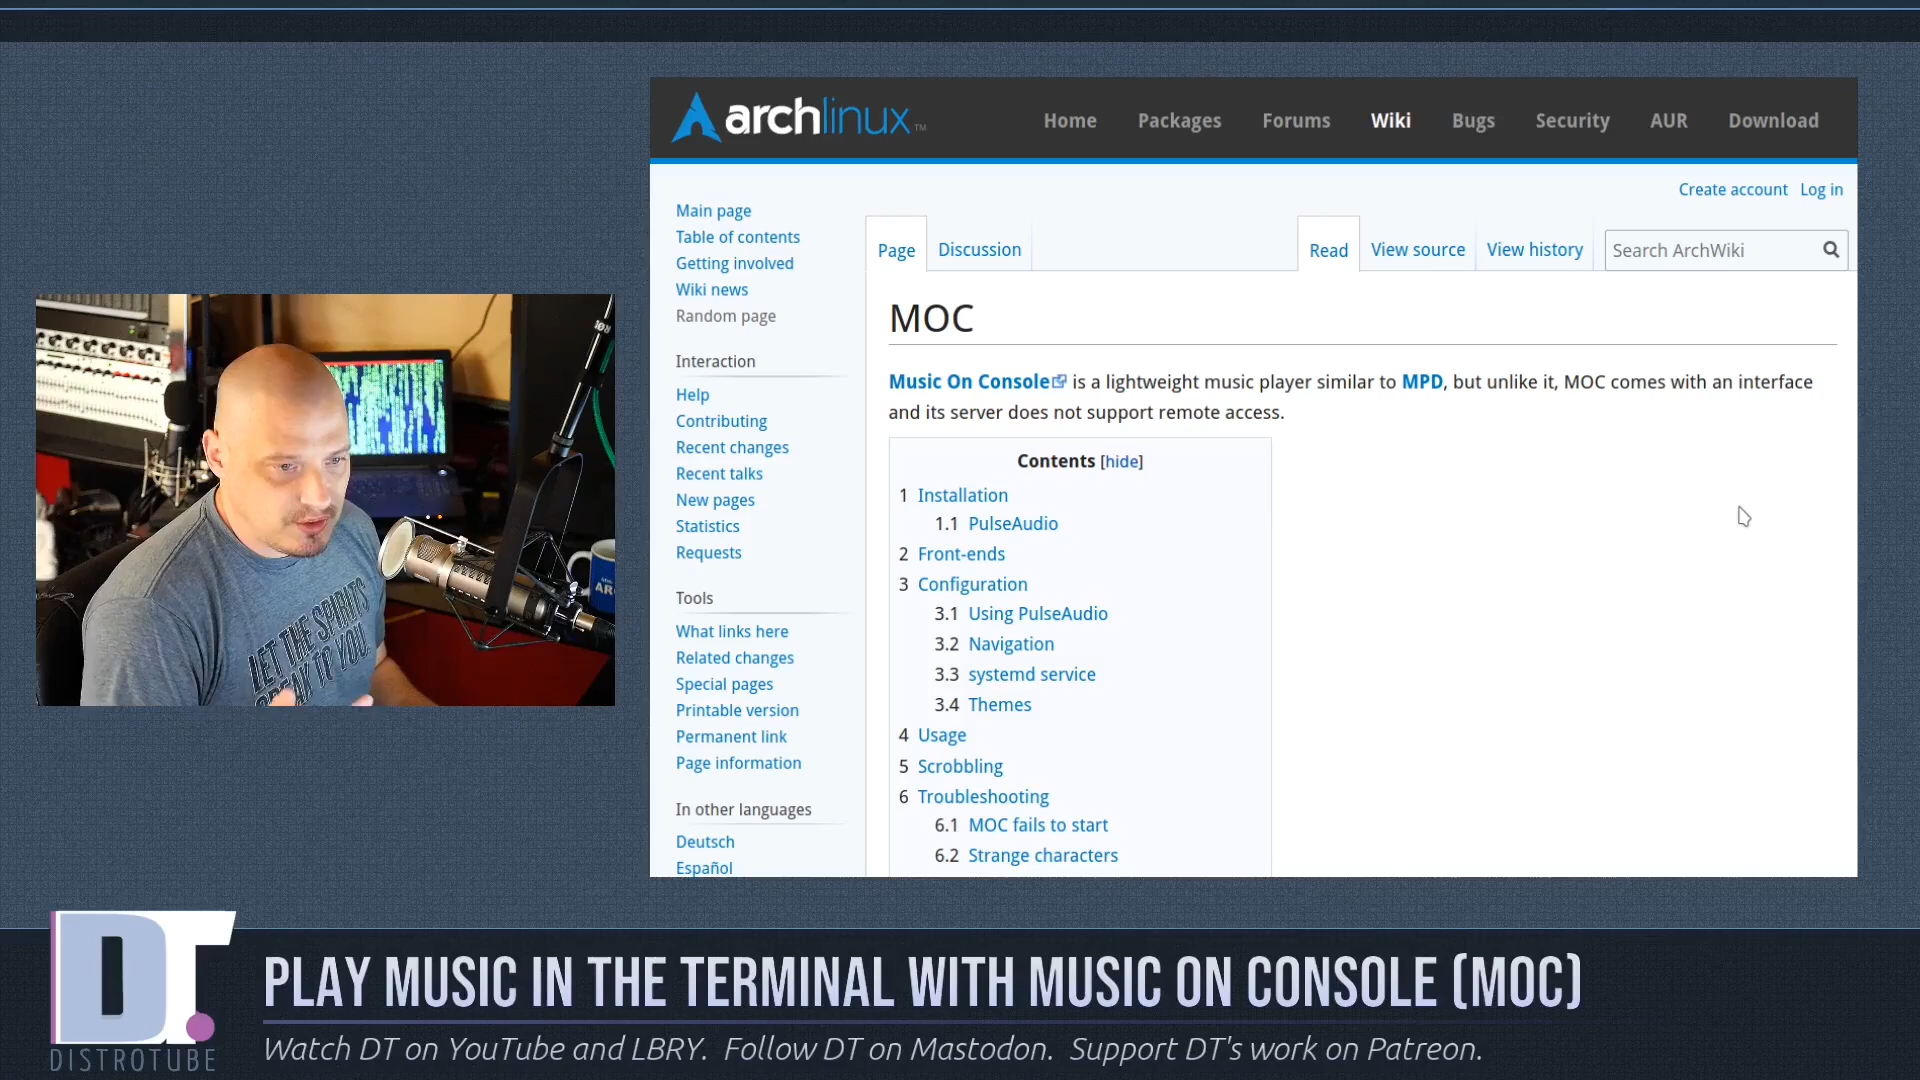 archlinux™
Home Packages Forums Wiki Bugs Security AUR Download
Create account Log in
Main page
Table of contents
Getting involved
Wiki news
Random page
Interaction
Help
Contributing
Recent changes
Recent talks
New pages
Statistics
Requests
Tools
What links here
Related changes
Special pages
Printable version
Permanent link
Page information
In other languages
Deutsch
Español
Page Discussion Read View source View history Search ArchWiki
MOC
Music On Console is a lightweight music player similar to MPD, but unlike it, MOC comes with an interface
and its server does not support remote access.
Contents [hide]
1 Installation
1.1 PulseAudio
2 Front-ends
3 Configuration
3.1 Using PulseAudio
3.2 Navigation
3.3 systemd service
3.4 Themes
4 Usage
5 Scrobbling
6 Troubleshooting
6.1 MOC fails to start
6.2 Strange characters
LET THE SPIRITS
SPEAK TO YOU.
DT
DISTROTUBE
PLAY MUSIC IN THE TERMINAL WITH MUSIC ON CONSOLE (MOC)
Watch DT on YouTube and LBRY. Follow DT on Mastodon. Support DT's work on Patreon.